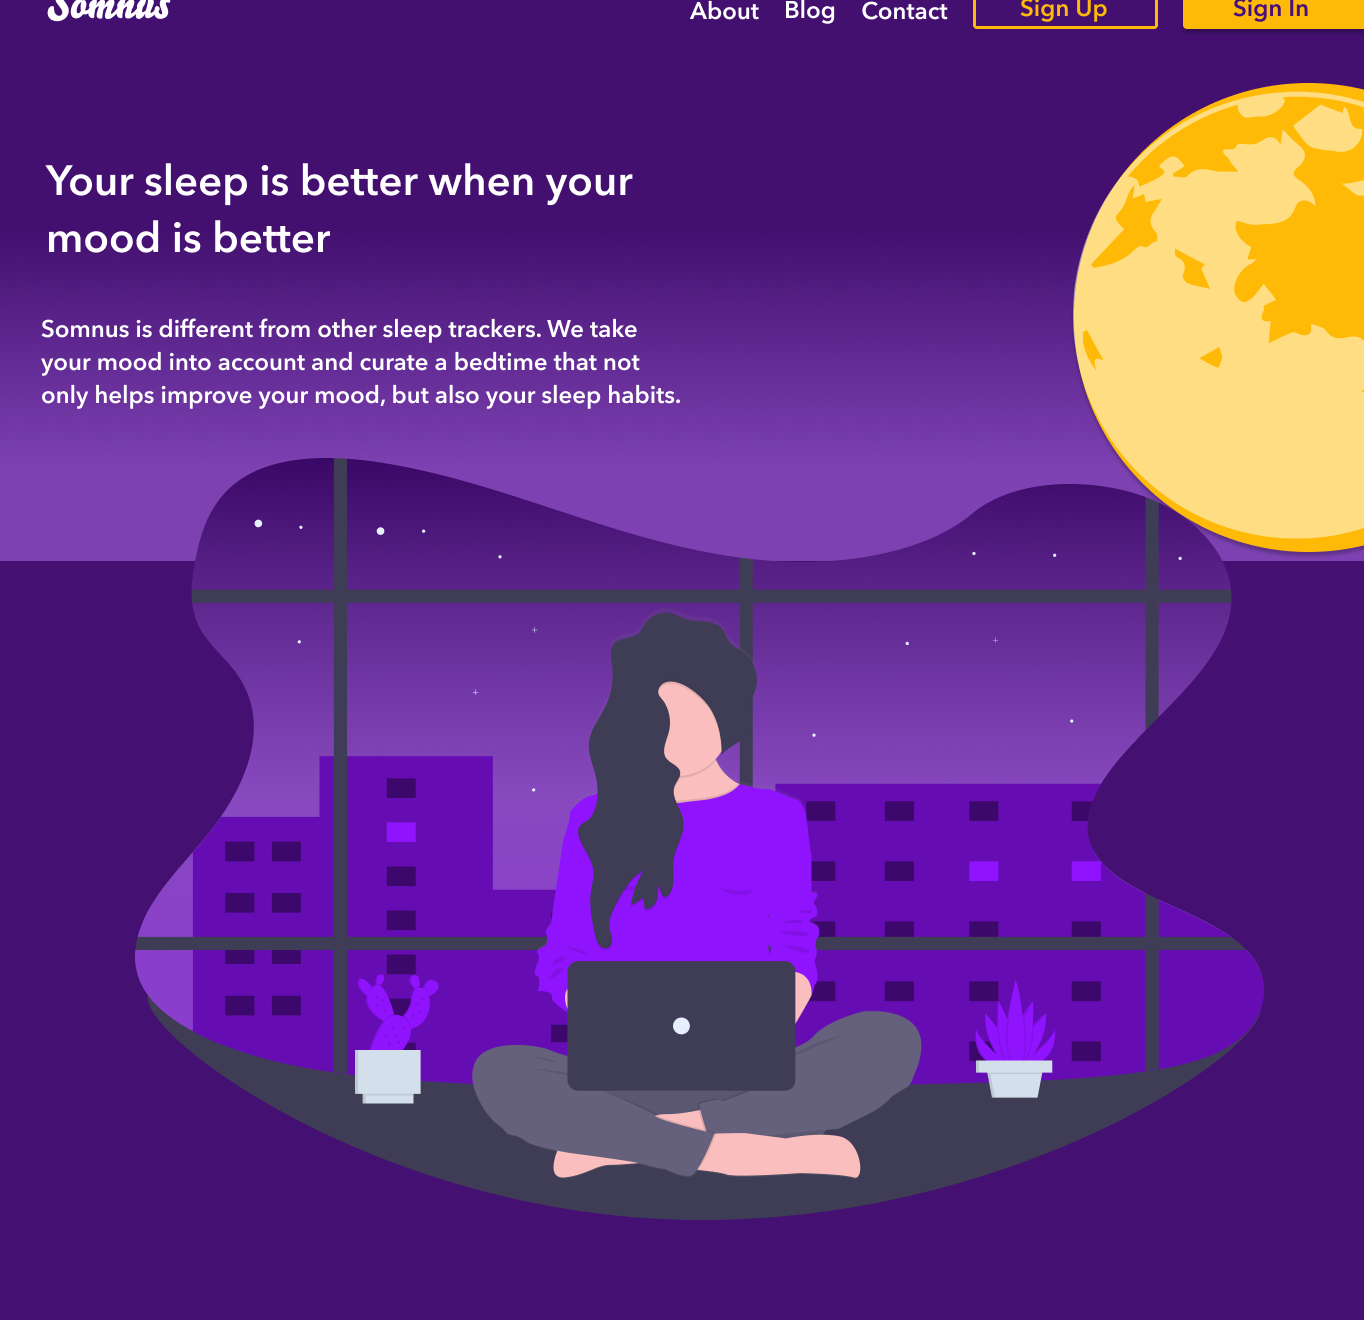 Somnus
About Blog Contact Sign Up Sign In
Your sleep is better when your
mood is better
Somnus is different from other sleep trackers. We take
your mood into account and curate a bedtime that not
only helps improve your mood, but also your sleep habits.